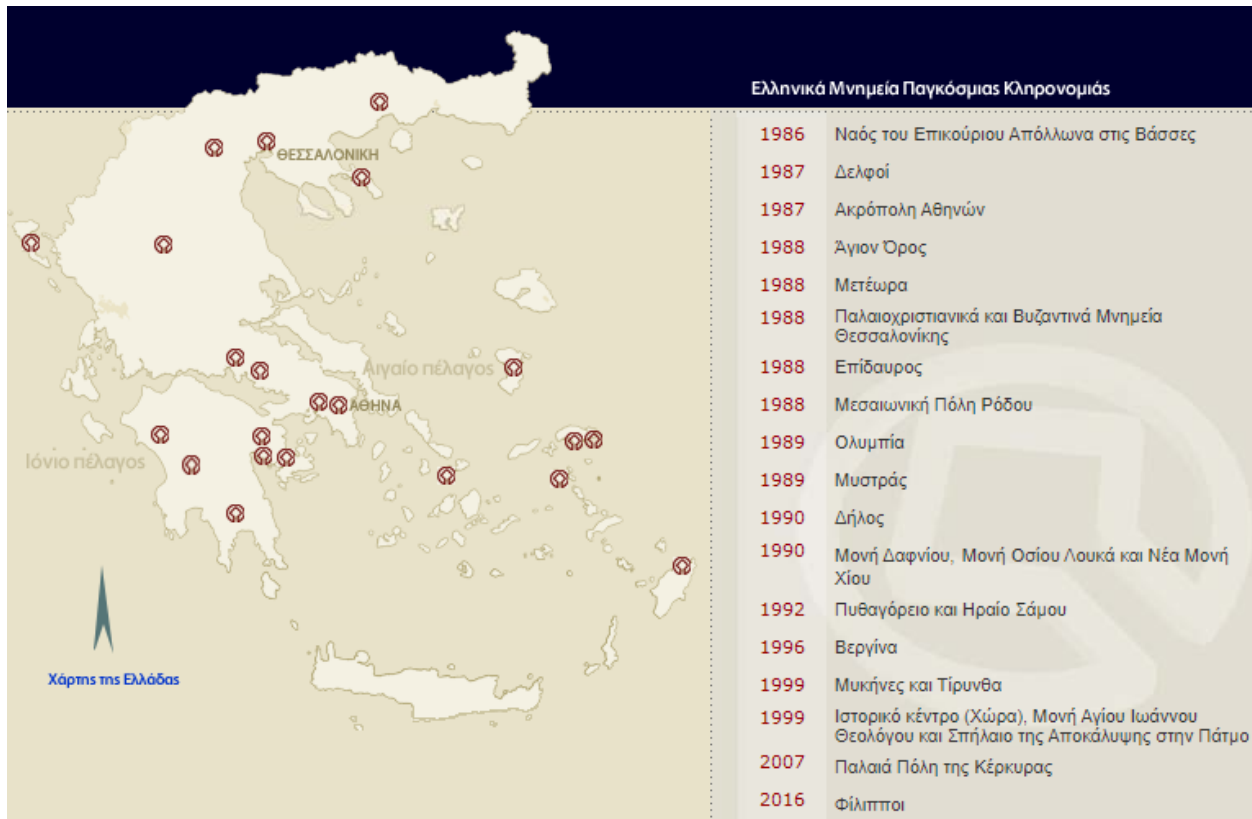 Ελληνικά Μνημεία Παγκόσμιας Κληρονομιάς
ΘΕΣΣΑΛΟΝΙΚΗ
Αιγαίο πέλαγος
ΑΘΗΝΑ
Ιόνιο πέλαγος
Χάρτης της Ελλάδας
1986 Ναός του Επικούριου Απόλλωνα στις Βάσσες
1987 Δελφοί
1987 Ακρόπολη Αθηνών
1988 Άγιον Όρος
1988 Μετέωρα
1988 Παλαιοχριστιανικά και Βυζαντινά Μνημεία
Θεσσαλονίκης
1988 Επίδαυρος
1988 Μεσαιωνική Πόλη Ρόδου
1989 Ολυμπία
1989 Μυστράς
1990 Δήλος
1990 Μονή Δαφνίου, Μονή Οσίου Λουκά και Νέα Μονή
Χίου
1992 Πυθαγόρειο και Ηραίο Σάμου
1996 Βεργίνα
1999 Μυκήνες και Τίρυνθα
1999 Ιστορικό κέντρο (Χώρα), Μονή Αγίου Ιωάννου
Θεολόγου και Σπήλαιο της Αποκάλυψης στην Πάτμο
2007 Παλαιά Πόλη της Κέρκυρας
2016 Φίλιπποι